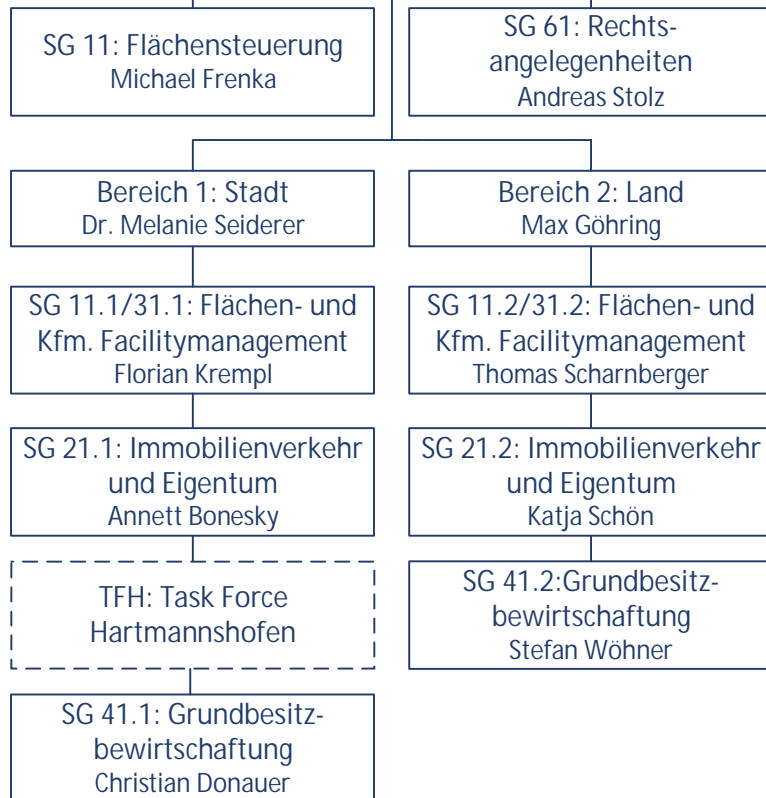 SG 11: Flächensteuerung
Michael Frenka
SG 61: Rechts-
angelegenheiten
Andreas Stolz
Bereich 1: Stadt
Dr. Melanie Seiderer
Bereich 2: Land
Max Göhring
SG 11.1/31.1: Flächen- und
Kfm. Facilitymanagement
Florian Krempl
SG 11.2/31.2: Flächen- und
Kfm. Facilitymanagement
Thomas Scharnberger
SG 21.1: Immobilienverkehr
und Eigentum
Annett Bonesky
SG 21.2: Immobilienverkehr
und Eigentum
Katja Schön
TFH: Task Force
Hartmannshofen
SG 41.2:Grundbesitz-
bewirtschaftung
Stefan Wöhner
SG 41.1: Grundbesitz-
bewirtschaftung
Christian Donauer